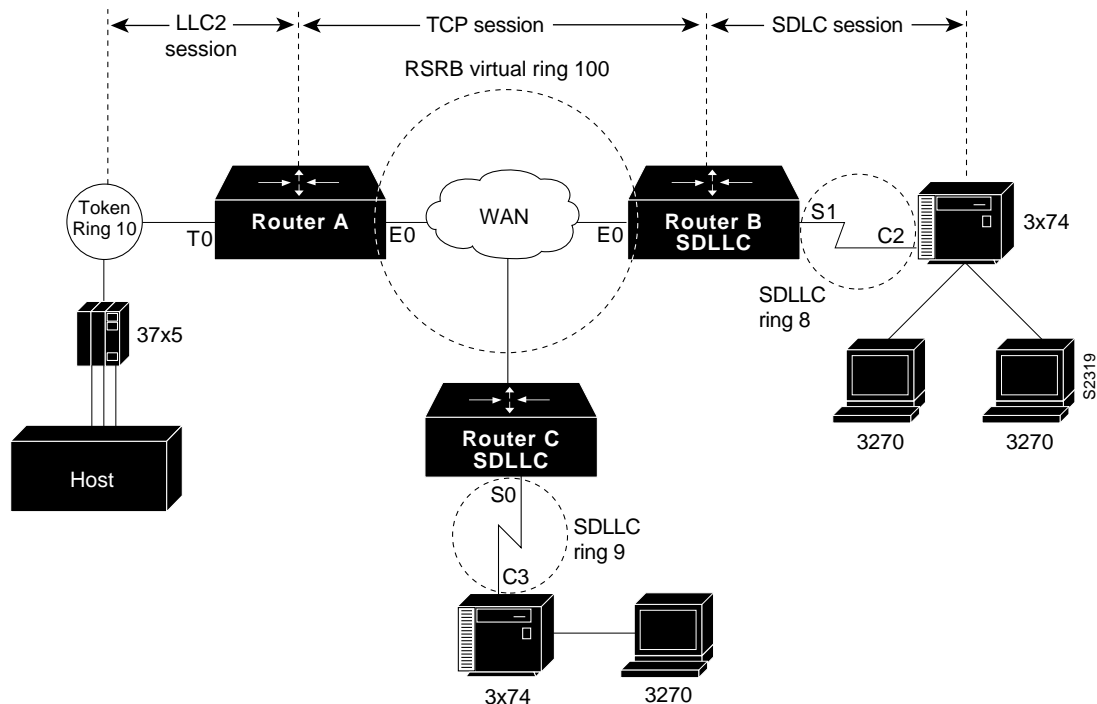 LLC2
session
TCP session
SDLC session
RSRB virtual ring 100
Token
Ring 10
T0
Router A
E0
WAN
E0
Router B
SDLLC
S1
C2
3x74
SDLLC
ring 8
37x5
Host
Router C
SDLLC
S0
SDLLC
ring 9
C3
3x74
3270
3270
3270
S2319